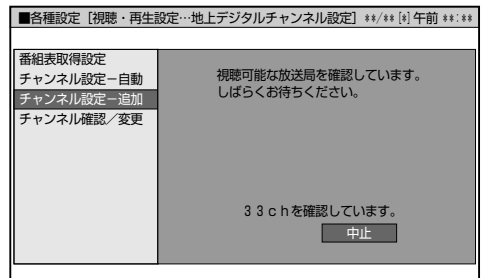 ■各種設定［視聴・再生設定…地上デジタルチャンネル設定］ **/** [*] 午前 **:**
番組表取得設定
チャンネル設定－自動
チャンネル設定－追加
チャンネル確認／変更
視聴可能な放送局を確認しています。
しばらくお待ちください。
３３ｃｈを確認しています。
中止